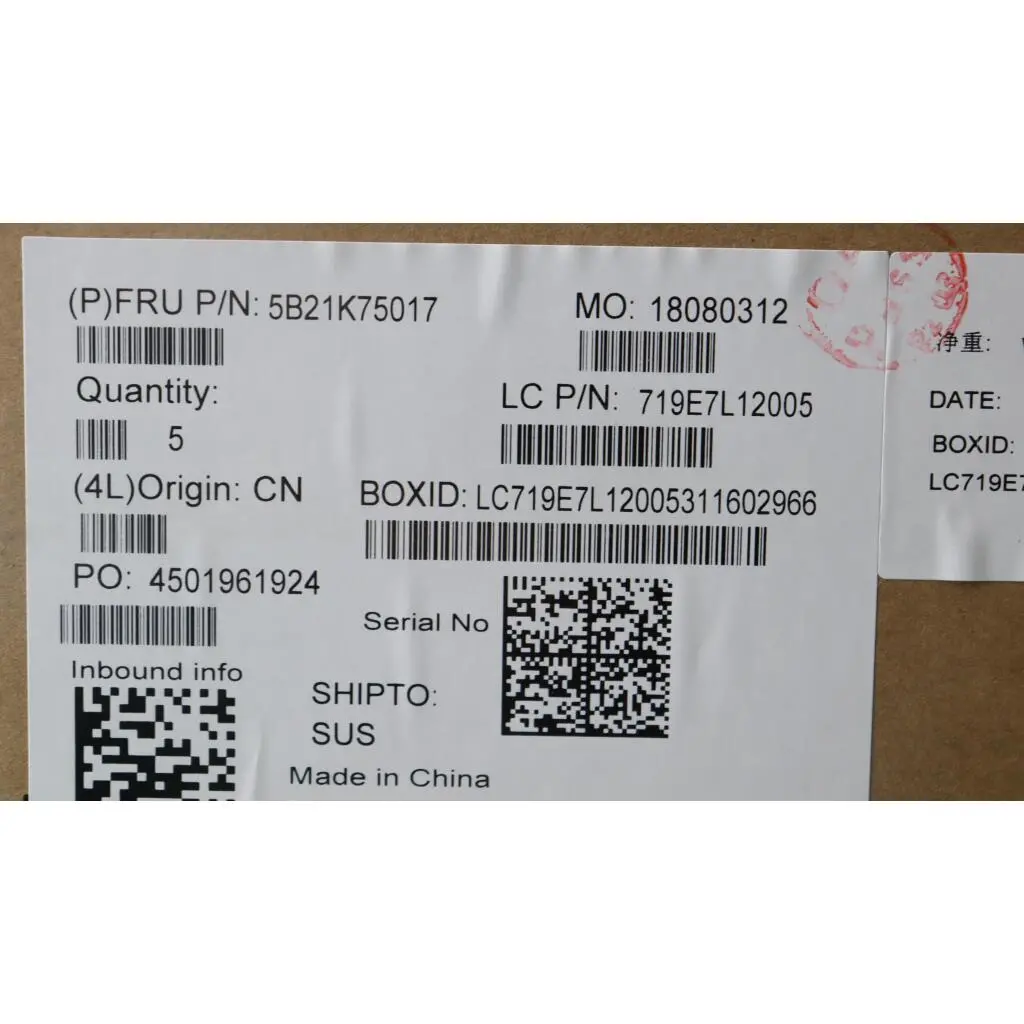 (P)FRU P/N: 5B21K75017
MO: 18080312
Quantity:
5
LC P/N: 719E7L12005
(4L)Origin: CN
BOXID: LC719E7L12005311602966
PO: 4501961924
Serial No
Inbound info
SHIPTO:
SUS
Made in China
净重:
DATE:
BOXID:
LC719E7